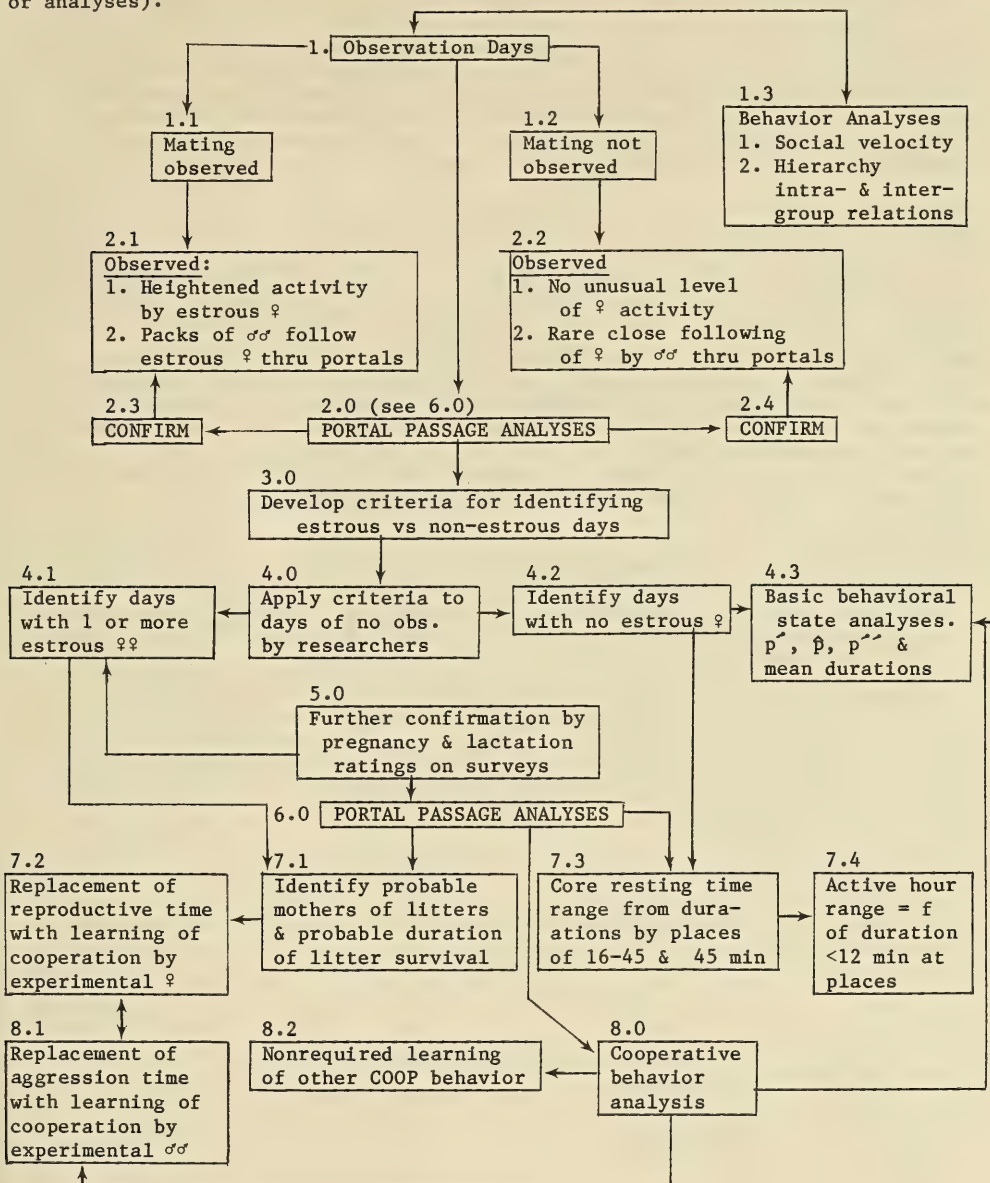 or analyses).
1. Observation Days
1.1
Mating
observed
1.2
Mating not
observed
1.3
Behavior Analyses
1. Social velocity
2. Hierarchy
intra- & inter-
group relations
2.1
Observed:
1. Heightened activity
by estrous ♀
2. Packs of ♂♂ follow
estrous ♀ thru portals
2.2
Observed
1. No unusual level
of ♀ activity
2. Rare close following
of ♀ by ♂♂ thru portals
2.3
CONFIRM
2.0 (see 6.0)
PORTAL PASSAGE ANALYSES
2.4
CONFIRM
3.0
Develop criteria for identifying
estrous vs non-estrous days
4.1
Identify days
with 1 or more
estrous ♀♀
4.0
Apply criteria to
days of no obs.
by researchers
4.2
Identify days
with no estrous ♀
4.3
Basic behavioral
state analyses.
p´, p̂, p´´ &
mean durations
5.0
Further confirmation by
pregnancy & lactation
ratings on surveys
6.0 PORTAL PASSAGE ANALYSES
7.2
Replacement of
reproductive time
with learning of
cooperation by
experimental ♀
7.1
Identify probable
mothers of litters
& probable duration
of litter survival
7.3
Core resting time
range from dura-
ations by places
of 16-45 & 45 min
7.4
Active hour
range = f
of duration
<12 min at
places
8.1
Replacement of
aggression time
with learning of
cooperation by
experimental ♂♂
8.2
Nonrequired learning
of other COOP behavior
8.0
Cooperative
behavior
analysis